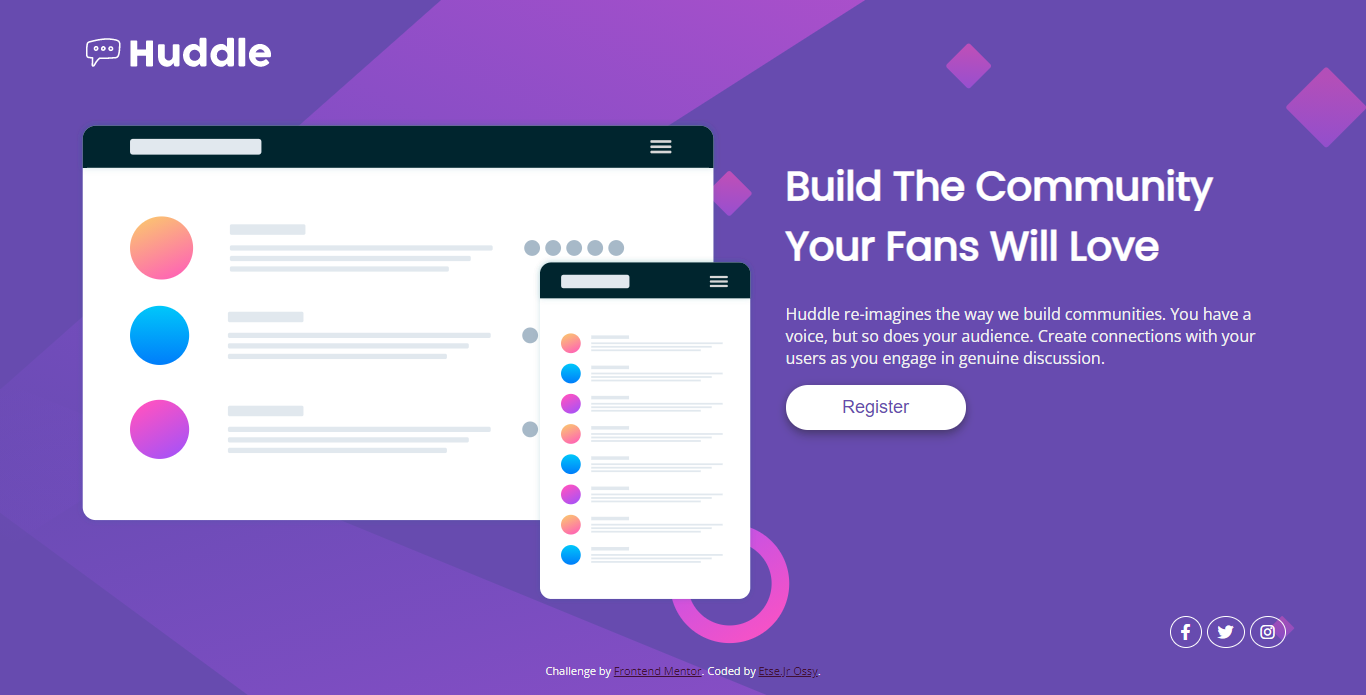 Huddle
Build The Community
Your Fans Will Love
Huddle re-imagines the way we build communities. You have a
voice, but so does your audience. Create connections with your
users as you engage in genuine discussion.
Register
Challenge by Frontend Mentor. Coded by Etse.Jr Ossy.